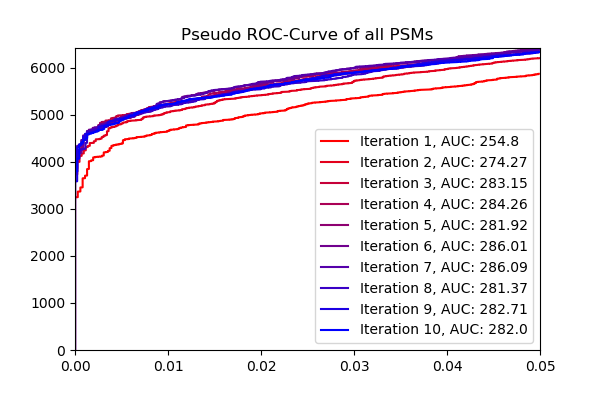 Pseudo ROC-Curve of all PSMs
6000
5000
4000
3000
2000
1000
0
Iteration 1, AUC: 254.8
Iteration 2, AUC: 274.27
Iteration 3, AUC: 283.15
Iteration 4, AUC: 284.26
Iteration 5, AUC: 281.92
Iteration 6, AUC: 286.01
Iteration 7, AUC: 286.09
Iteration 8, AUC: 281.37
Iteration 9, AUC: 282.71
Iteration 10, AUC: 282.0
0.00 0.01 0.02 0.03 0.04 0.05